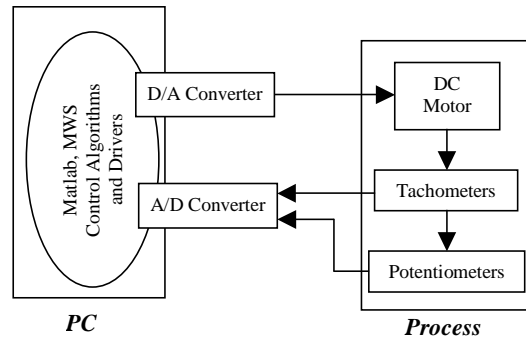 Matlab, MWS
Control Algorithms
and Drivers
D/A Converter
A/D Converter
PC
DC
Motor
Tachometers
Potentiometers
Process